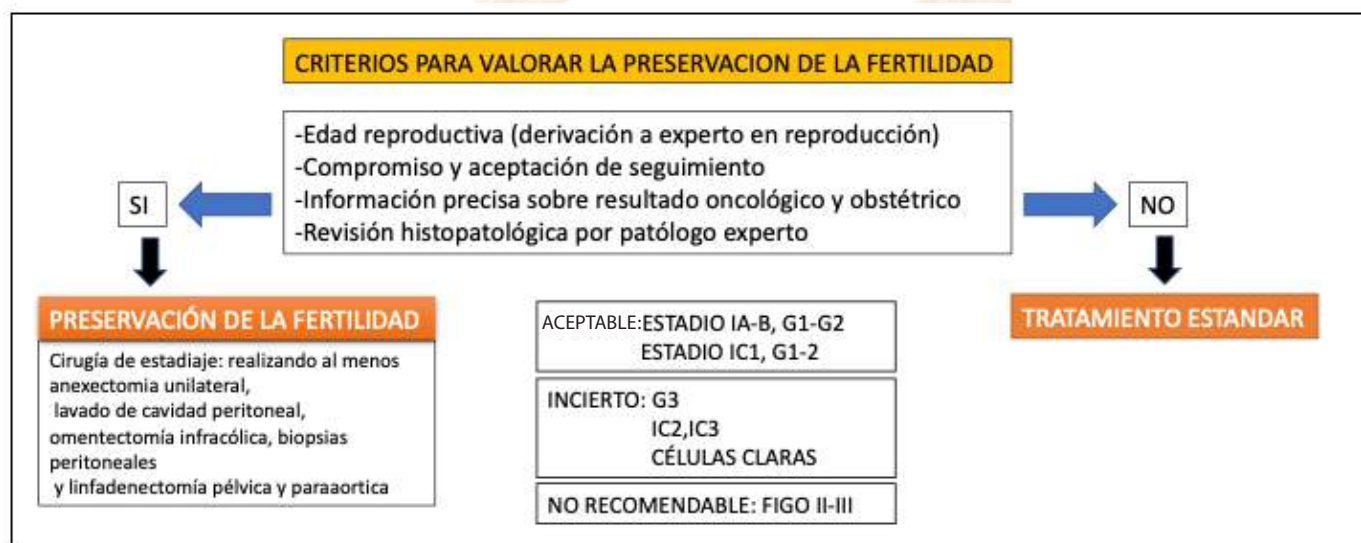 CRITERIOS PARA VALORAR LA PRESERVACION DE LA FERTILIDAD
-Edad reproductiva (derivación a experto en reproducción)
-Compromiso y aceptación de seguimiento
-Información precisa sobre resultado oncológico y obstétrico
-Revisión histopatológica por patólogo experto
SI
NO
PRESERVACIÓN DE LA FERTILIDAD
Cirugía de estadiaje: realizando al menos
anexectomia unilateral,
lavado de cavidad peritoneal,
omentectomía infracólica, biopsias
peritoneales
y linfadenectomía pélvica y paraaortica
ACEPTABLE:ESTADIO IA-B, G1-G2
ESTADIO IC1, G1-2
INCIERTO: G3
IC2,IC3
CÉLULAS CLARAS
NO RECOMENDABLE: FIGO II-III
TRATAMIENTO ESTANDAR